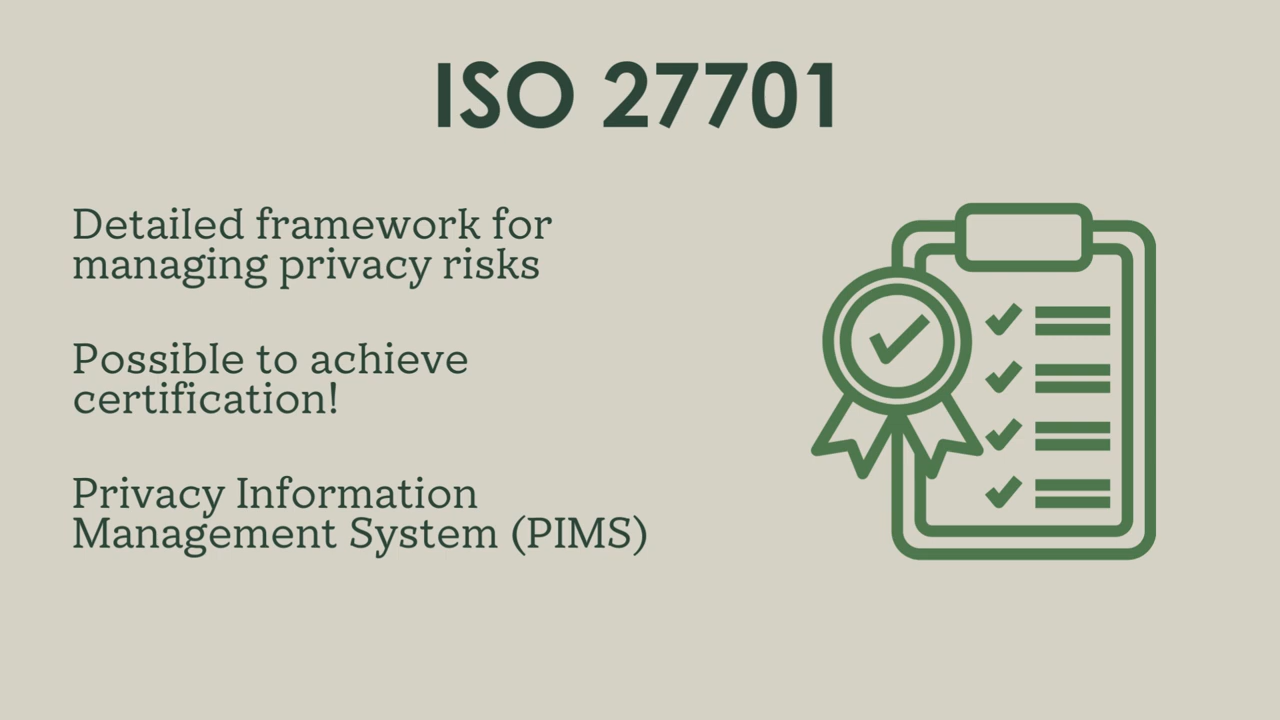 ISO 27701
Detailed framework for
managing privacy risks
Possible to achieve
certification!
Privacy Information
Management System (PIMS)